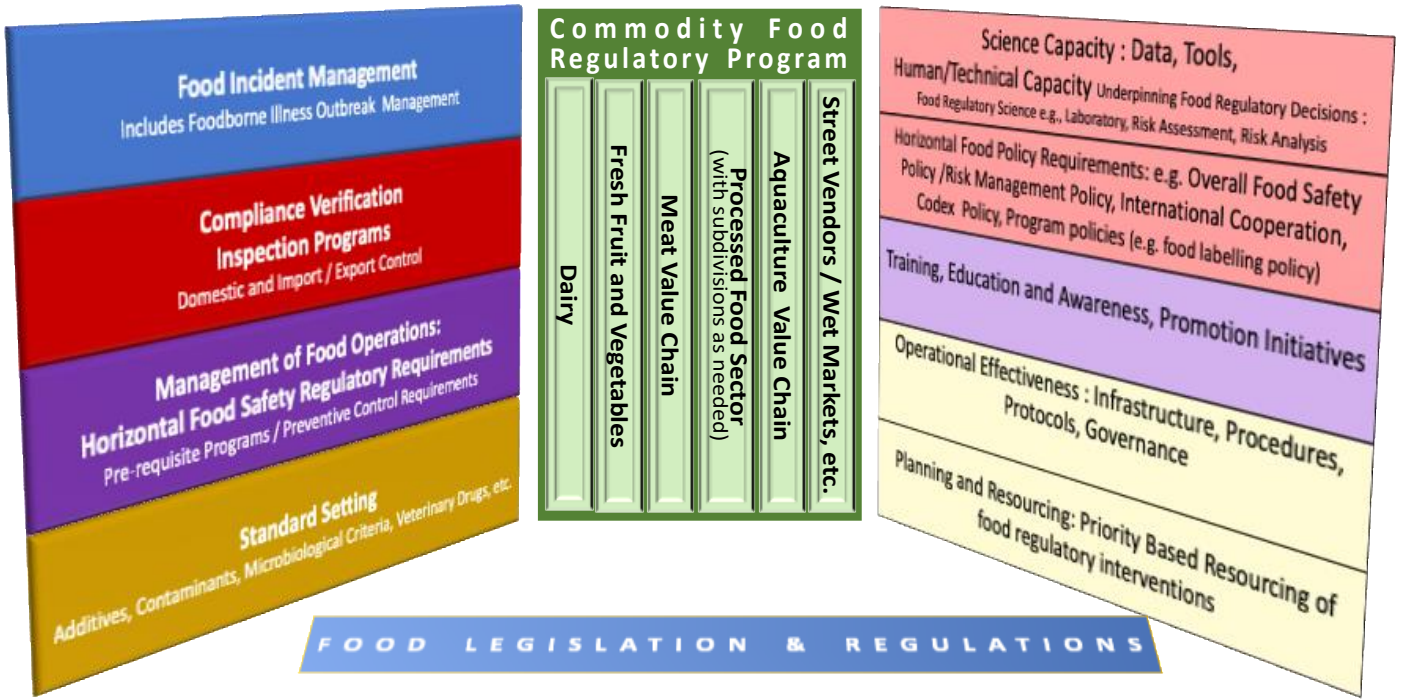 Food Incident Management
Includes Foodborne Illness Outbreak Management
Compliance Verification
Inspection Programs
Domestic and Import / Export Control
Management of Food Operations:
Horizontal Food Safety Regulatory Requirements
Pre-requisite Programs / Preventive Control Requirements
Standard Setting
Additives, Contaminants, Microbiological Criteria, Veterinary Drugs, etc.
Commodity Food
Regulatory Program
Dairy
Fresh Fruit and Vegetables
Meat Value Chain
Processed Food Sector
(with subdivisions as needed)
Aquaculture Value Chain
Street Vendors / Wet Markets, etc.
Science Capacity : Data, Tools,
Human/Technical Capacity Underpinning Food Regulatory Decisions :
Food Regulatory Science e.g., Laboratory, Risk Assessment, Risk Analysis
Horizontal Food Policy Requirements: e.g. Overall Food Safety
Policy /Risk Management Policy, International Cooperation,
Codex Policy, Program policies (e.g. food labelling policy)
Training, Education and Awareness, Promotion Initiatives
Operational Effectiveness : Infrastructure, Procedures,
Protocols, Governance
Planning and Resourcing: Priority Based Resourcing of
food regulatory interventions
FOOD LEGISLATION & REGULATIONS